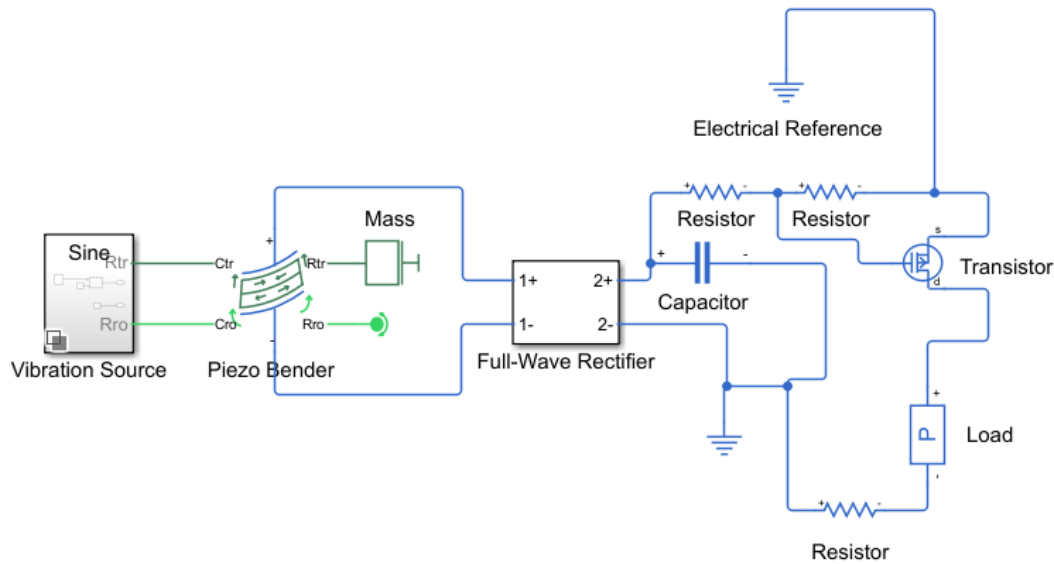 Electrical Reference
Mass
Resistor
Resistor
+
-
+
-
+
Sine
Rtr
Rro
Vibration Source
Ctr
Cro
Rtr
Rro
-
Piezo Bender
1+
1-
2+
2-
Full-Wave Rectifier
+
-
Capacitor
s
d
Transistor
+
P
-
Load
+
-
Resistor